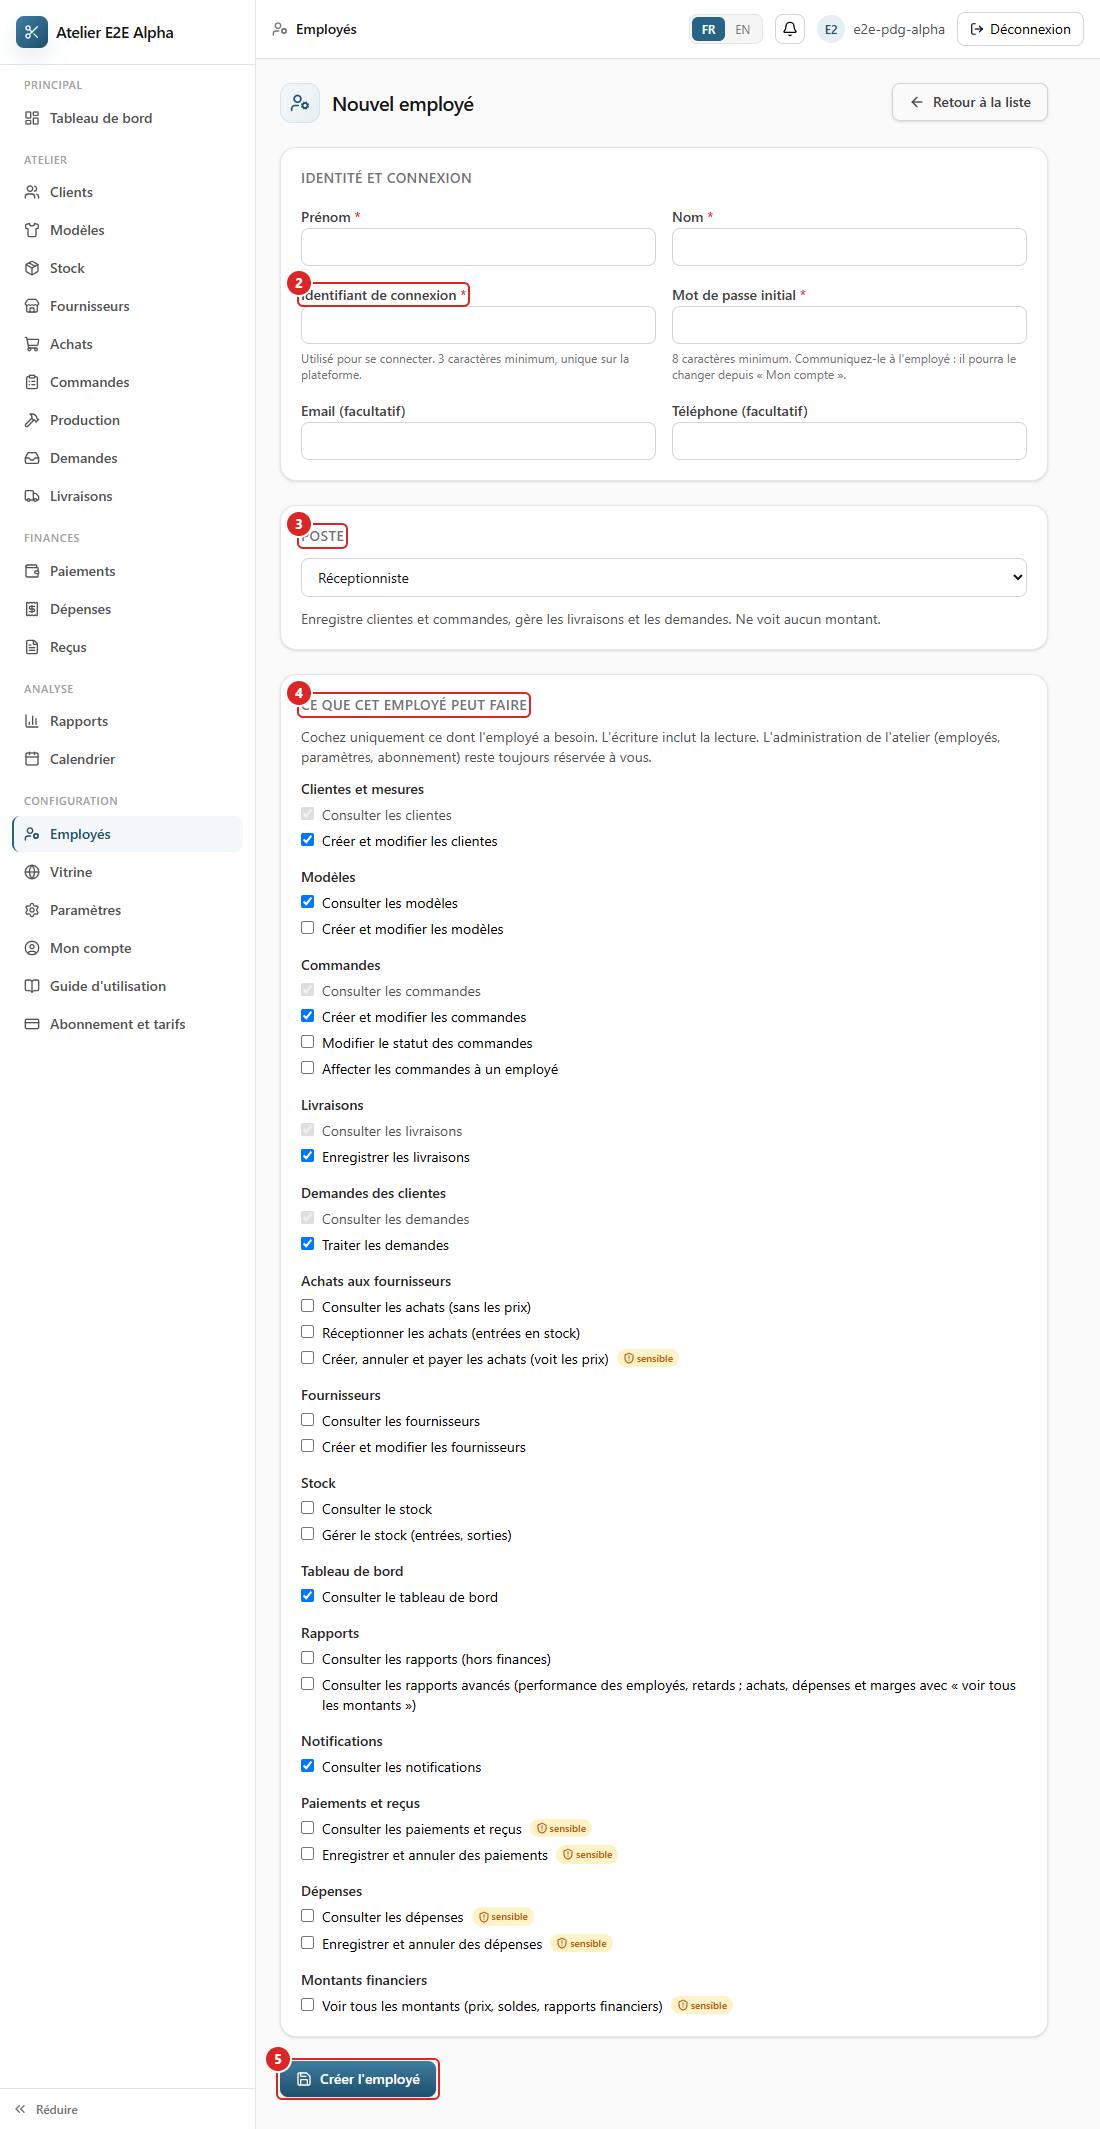 Atelier E2E Alpha
Employés
FR EN
E2 e2e-pdg-alpha
Déconnexion
PRINCIPAL
Tableau de bord
ATELIER
Clients
Modèles
Stock
Fournisseurs
Achats
Commandes
Production
Demandes
Livraisons
FINANCES
Paiements
Dépenses
Reçus
ANALYSE
Rapports
Calendrier
CONFIGURATION
Employés
Vitrine
Paramètres
Mon compte
Guide d'utilisation
Abonnement et tarifs
Réduire
Nouvel employé
Retour à la liste
IDENTITÉ ET CONNEXION
Prénom *
Nom *
2
Identifiant de connexion *
Mot de passe initial *
Utilisé pour se connecter. 3 caractères minimum, unique sur la
plateforme.
8 caractères minimum. Communiquez-le à l'employé : il pourra le
changer depuis « Mon compte ».
Email (facultatif)
Téléphone (facultatif)
3
POSTE
Réceptionniste
Enregistre clientes et commandes, gère les livraisons et les demandes. Ne voit aucun montant.
4
CE QUE CET EMPLOYÉ PEUT FAIRE
Cochez uniquement ce dont l'employé a besoin. L'écriture inclut la lecture. L'administration de l'atelier (employés,
paramètres, abonnement) reste toujours réservée à vous.
Clientes et mesures
Consulter les clientes
Créer et modifier les clientes
Modèles
Consulter les modèles
Créer et modifier les modèles
Commandes
Consulter les commandes
Créer et modifier les commandes
Modifier le statut des commandes
Affecter les commandes à un employé
Livraisons
Consulter les livraisons
Enregistrer les livraisons
Demandes des clientes
Consulter les demandes
Traiter les demandes
Achats aux fournisseurs
Consulter les achats (sans les prix)
Réceptionner les achats (entrées en stock)
Créer, annuler et payer les achats (voit les prix) sensible
Fournisseurs
Consulter les fournisseurs
Créer et modifier les fournisseurs
Stock
Consulter le stock
Gérer le stock (entrées, sorties)
Tableau de bord
Consulter le tableau de bord
Rapports
Consulter les rapports (hors finances)
Consulter les rapports avancés (performance des employés, retards ; achats, dépenses et marges avec « voir tous
les montants »)
Notifications
Consulter les notifications
Paiements et reçus
Consulter les paiements et reçus sensible
Enregistrer et annuler des paiements sensible
Dépenses
Consulter les dépenses sensible
Enregistrer et annuler des dépenses sensible
Montants financiers
Voir tous les montants (prix, soldes, rapports financiers) sensible
5
Créer l'employé